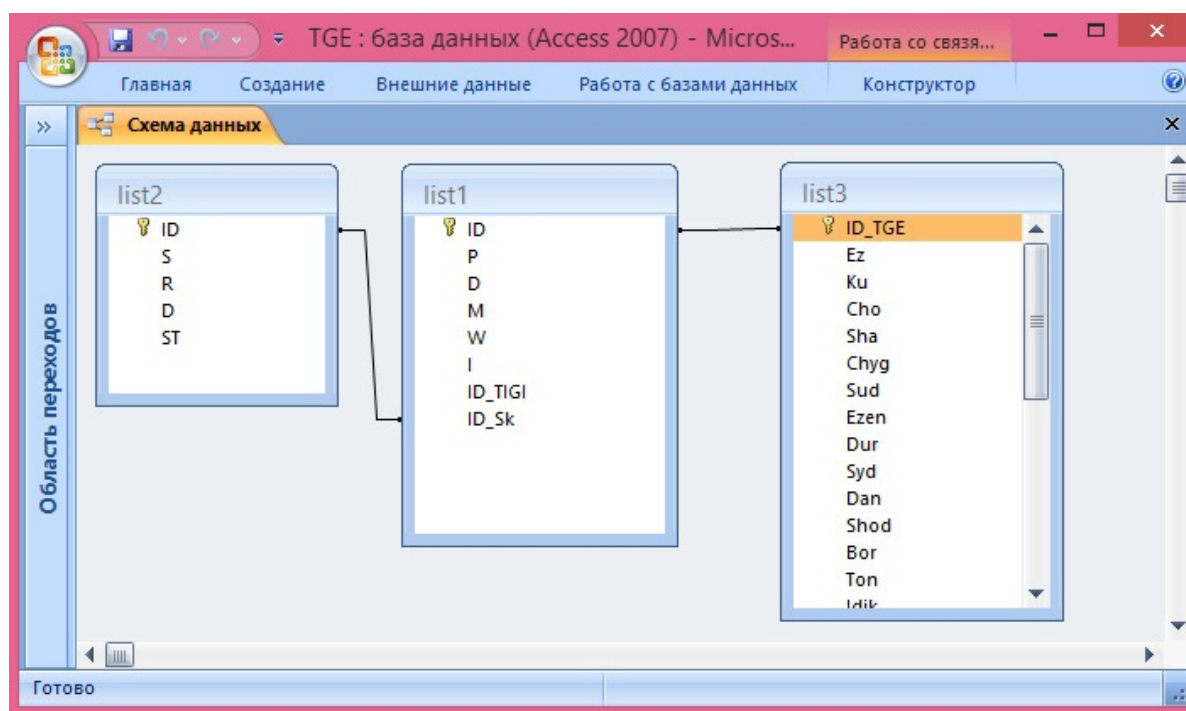 TGE : база данных (Access 2007) - Micros...
Работа со связя...
Главная Создание Внешние данные Работа с базами данных Конструктор
Схема данных
Область переходов
list2
ID
S
R
D
ST
list1
ID
P
D
M
W
I
ID_TIGI
ID_Sk
list3
ID_TGE
Ez
Ku
Cho
Sha
Chyg
Sud
Ezen
Dur
Syd
Dan
Shod
Bor
Ton
Idik
Готово